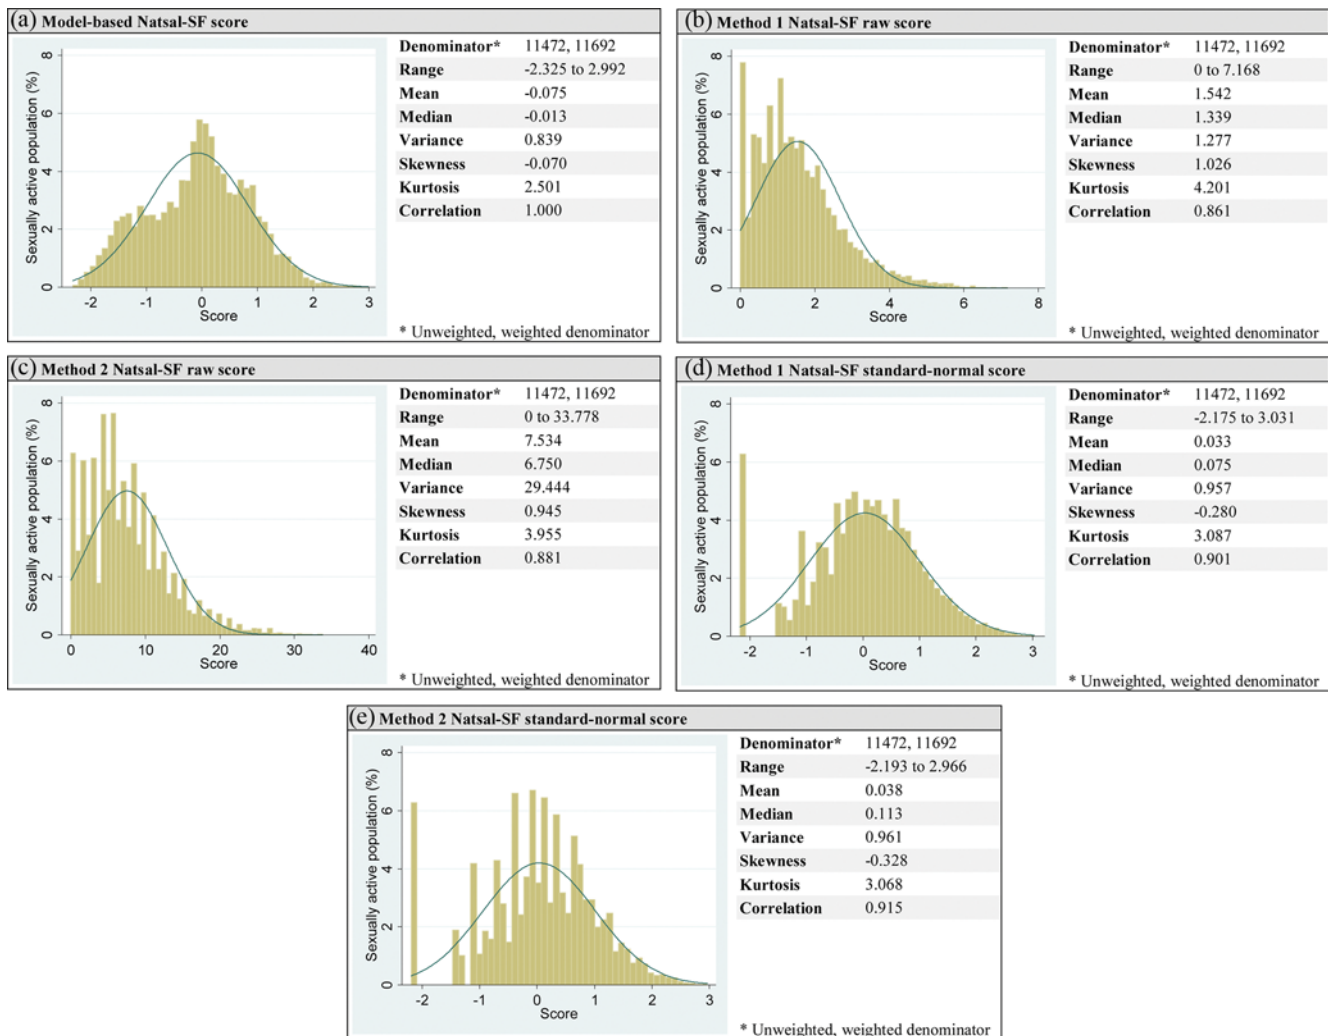 (a) Model-based Natsal-SF score
Sexually active population (%)
8
6
4
2
0
-2 -1 0 1 2 3
Score
Denominator* 11472, 11692
Range -2.325 to 2.992
Mean -0.075
Median -0.013
Variance 0.839
Skewness -0.070
Kurtosis 2.501
Correlation 1.000
* Unweighted, weighted denominator
(b) Method 1 Natsal-SF raw score
Sexually active population (%)
8
6
4
2
0
0 2 4 6 8
Score
Denominator* 11472, 11692
Range 0 to 7.168
Mean 1.542
Median 1.339
Variance 1.277
Skewness 1.026
Kurtosis 4.201
Correlation 0.861
* Unweighted, weighted denominator
(c) Method 2 Natsal-SF raw score
Sexually active population (%)
8
6
4
2
0
0 10 20 30 40
Score
Denominator* 11472, 11692
Range 0 to 33.778
Mean 7.534
Median 6.750
Variance 29.444
Skewness 0.945
Kurtosis 3.955
Correlation 0.881
* Unweighted, weighted denominator
(d) Method 1 Natsal-SF standard-normal score
Sexually active population (%)
8
6
4
2
0
-2 -1 0 1 2 3
Score
Denominator* 11472, 11692
Range -2.175 to 3.031
Mean 0.033
Median 0.075
Variance 0.957
Skewness -0.280
Kurtosis 3.087
Correlation 0.901
* Unweighted, weighted denominator
(e) Method 2 Natsal-SF standard-normal score
Sexually active population (%)
8
6
4
2
0
-2 -1 0 1 2 3
Score
Denominator* 11472, 11692
Range -2.193 to 2.966
Mean 0.038
Median 0.113
Variance 0.961
Skewness -0.328
Kurtosis 3.068
Correlation 0.915
* Unweighted, weighted denominator